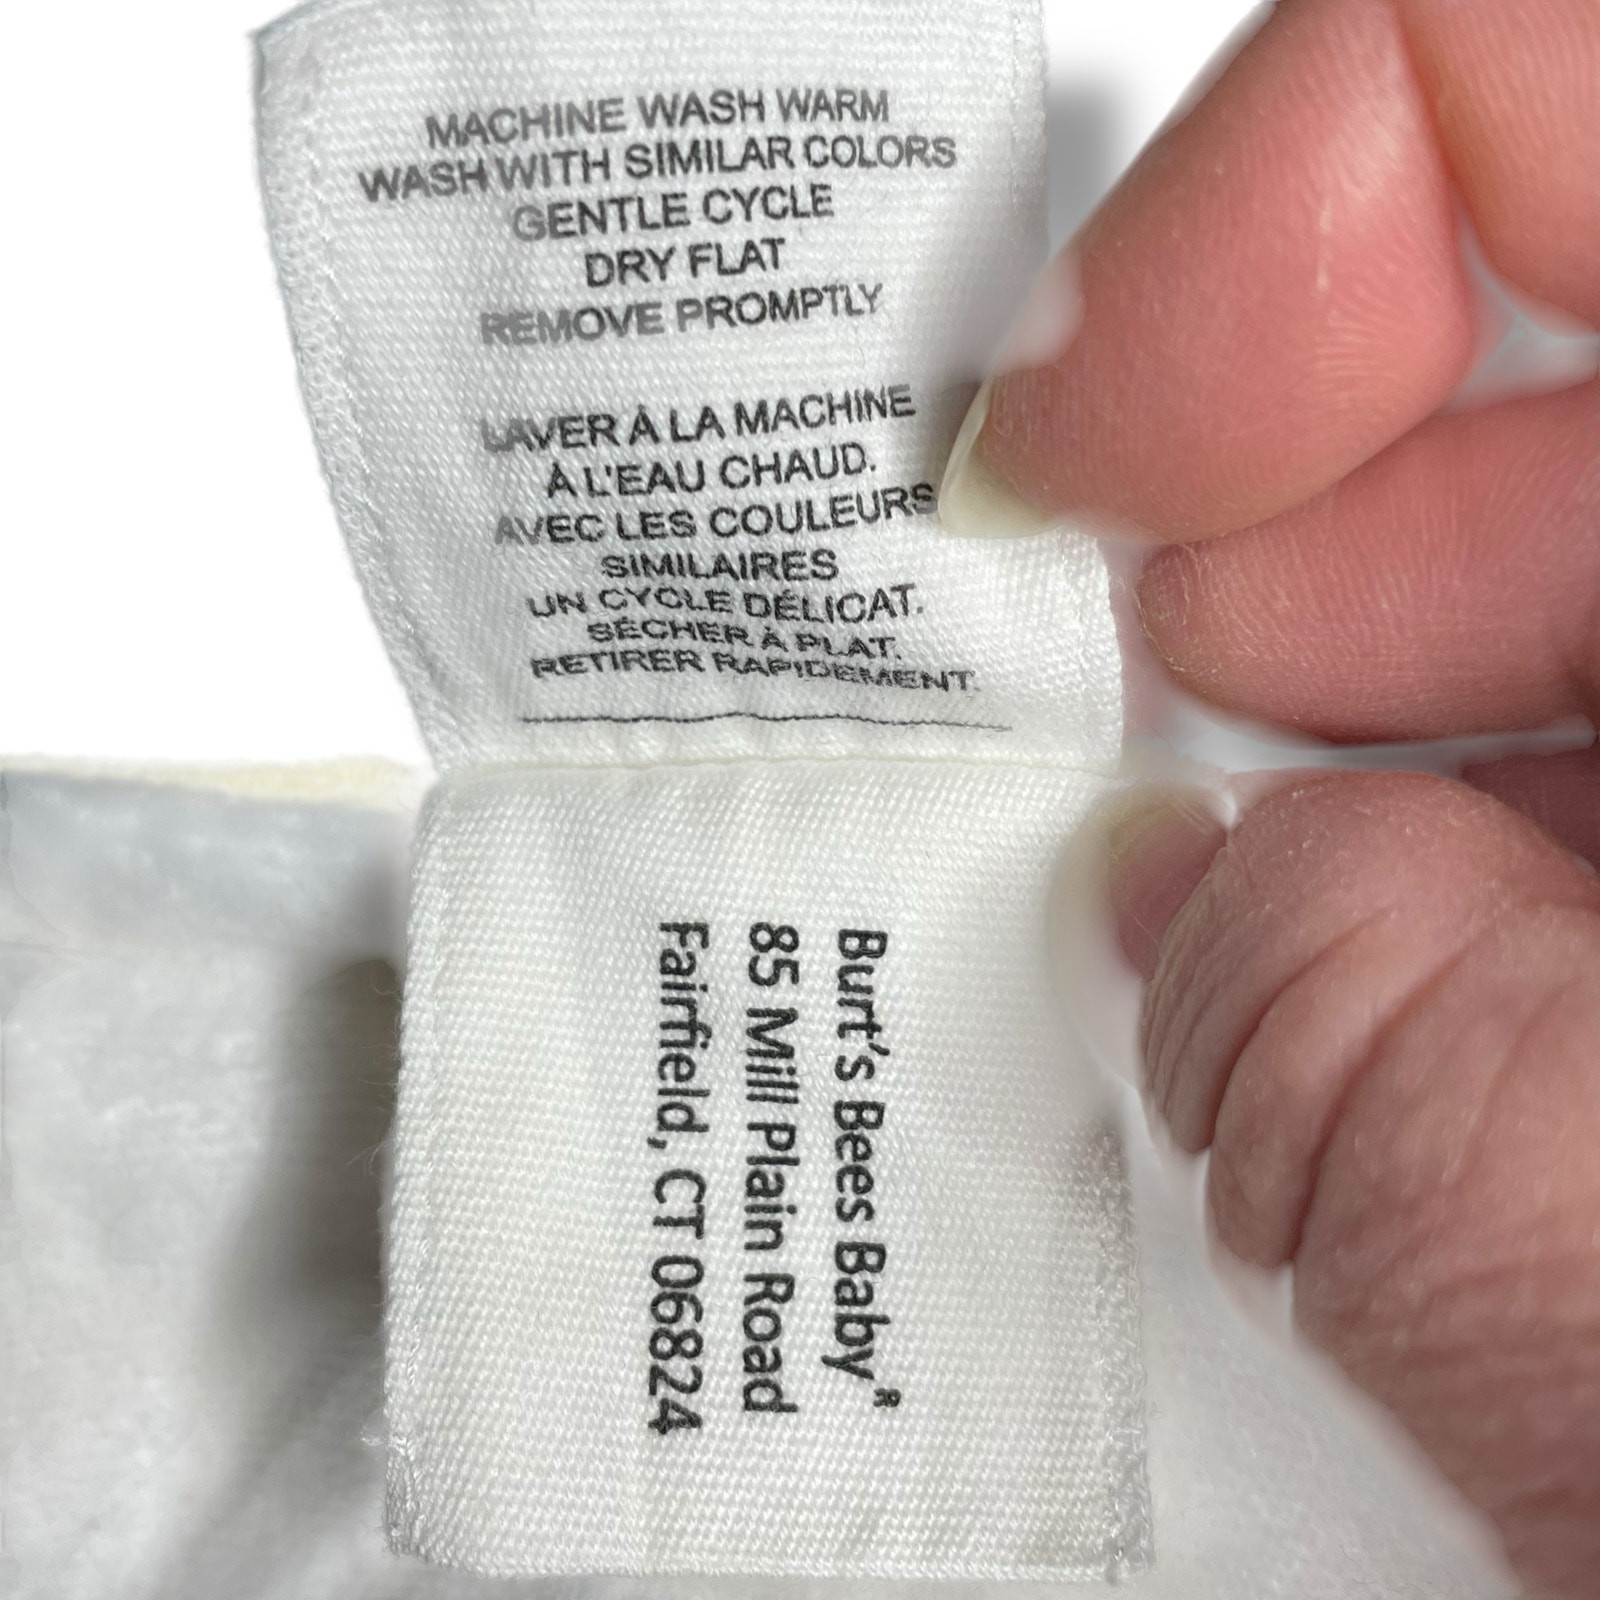 MACHINE WASH WARM
WASH WITH SIMILAR COLORS
GENTLE CYCLE
DRY FLAT
REMOVE PROMPTLY
LAVER À LA MACHINE
À L'EAU CHAUD.
AVEC LES COULEURS
SIMILAIRES
UN CYCLE DÉLICAT.
SÉCHER À PLAT.
RETIRER RAPIDEMENT.
Burt's Bees Baby®
85 Mill Plain Road
Fairfield, CT 06824